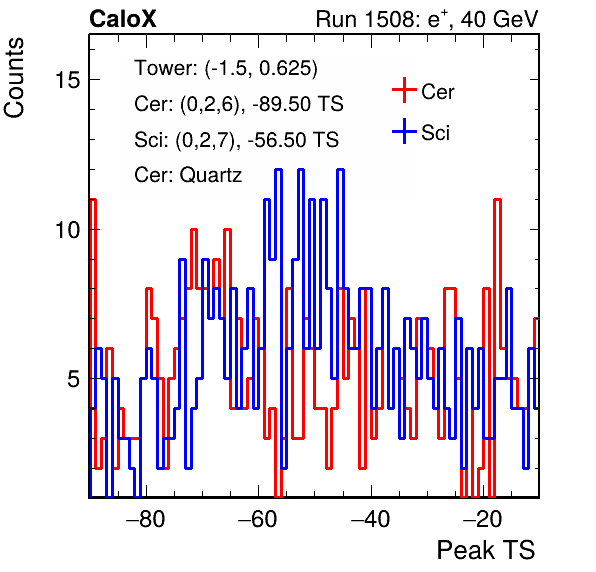 CaloX Run 1508: e⁺, 40 GeV
Counts
Tower: (-1.5, 0.625)
Cer: (0,2,6), -89.50 TS
Sci: (0,2,7), -56.50 TS
Cer: Quartz
Cer
Sci
15
10
5
−80 −60 −40 −20
Peak TS